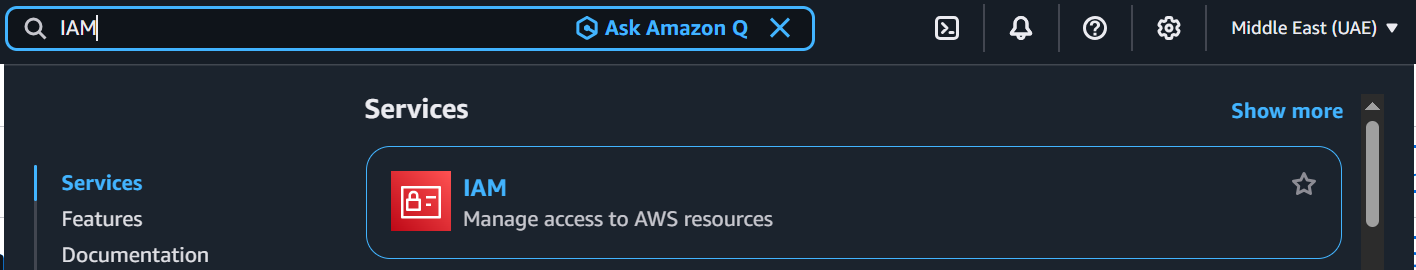 IAM Ask Amazon Q Middle East (UAE)
Services Show more
Services
Features
Documentation
IAM
Manage access to AWS resources